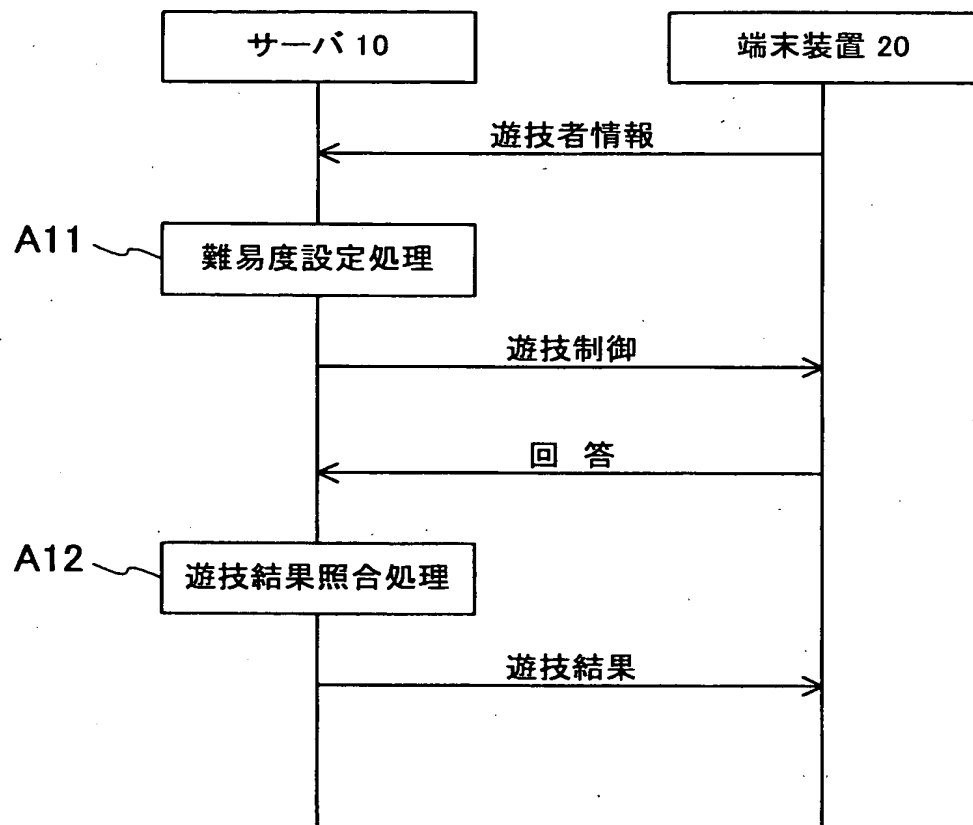 サーバ 10
端末装置 20
遊技者情報
A11
難易度設定処理
遊技制御
回 答
A12
遊技結果照合処理
遊技結果